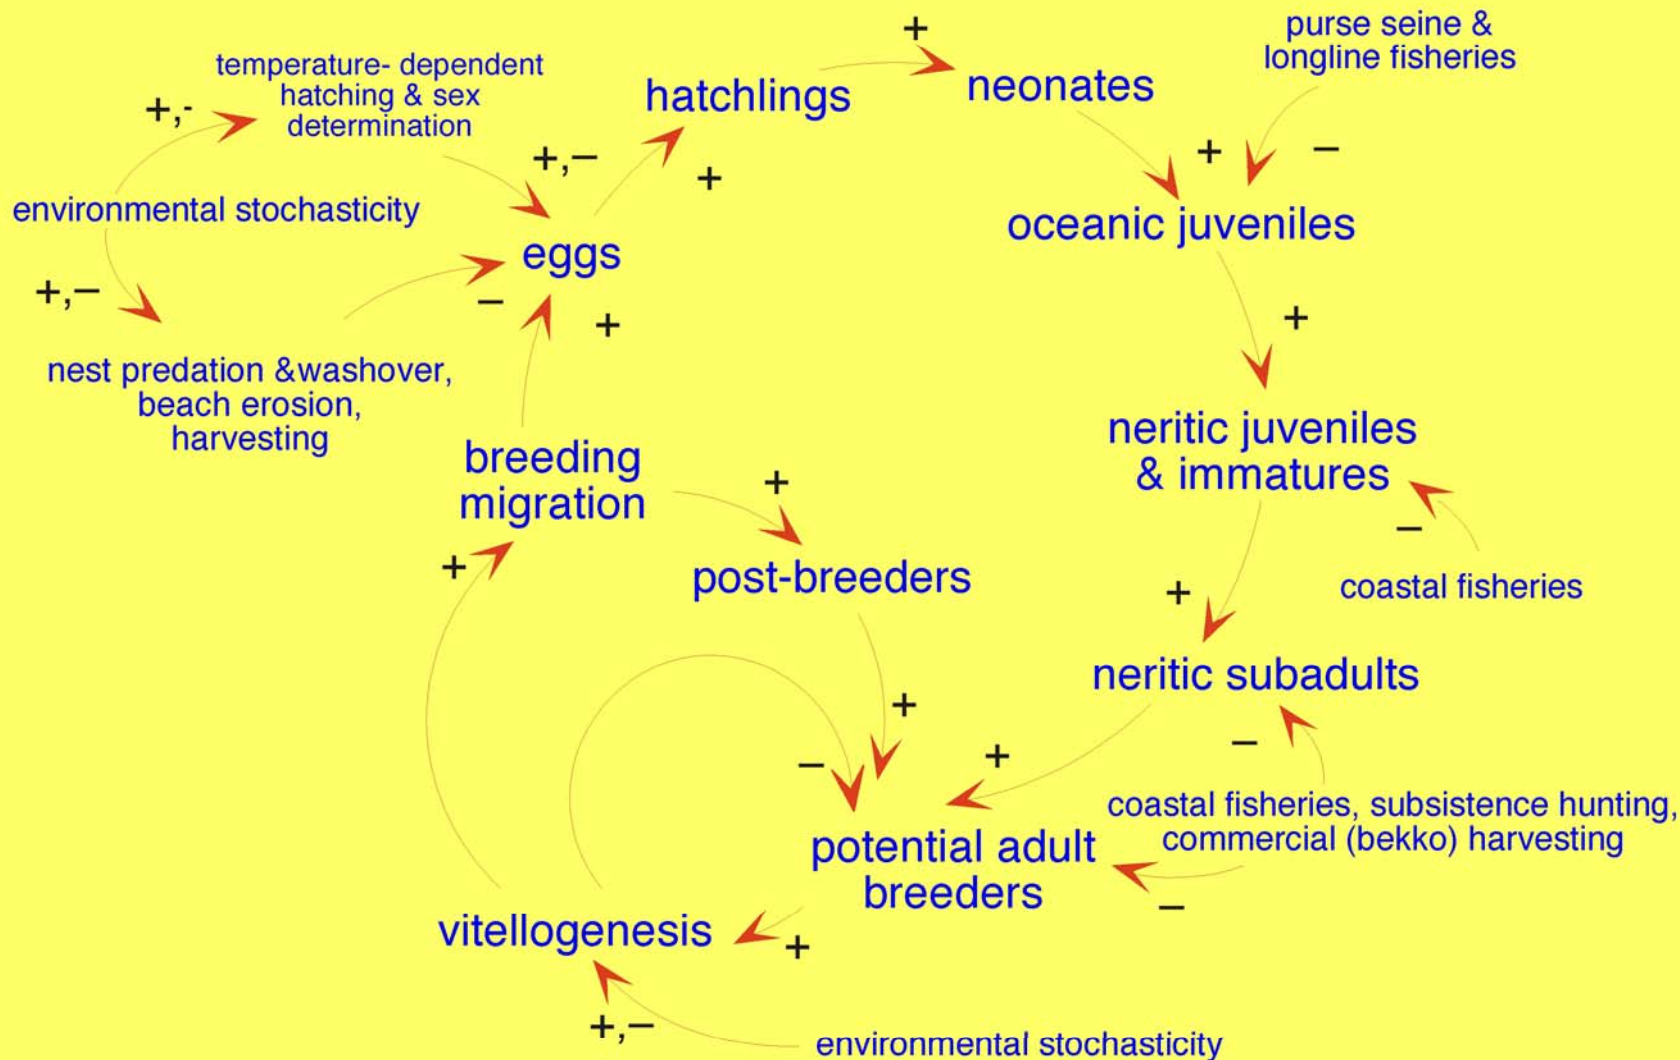 +
purse seine &
longline fisheries
temperature- dependent
hatching & sex
determination
hatchlings
neonates
+,-
+,–
+
+
–
environmental stochasticity
oceanic juveniles
eggs
+,–
–
+
+
nest predation &washover,
beach erosion,
harvesting
neritic juveniles
& immatures
breeding
migration
+
–
+
post-breeders
coastal fisheries
+
neritic subadults
+
–
–
+
coastal fisheries, subsistence hunting,
commercial (bekko) harvesting
potential adult
breeders
–
vitellogenesis
+
+,–
environmental stochasticity